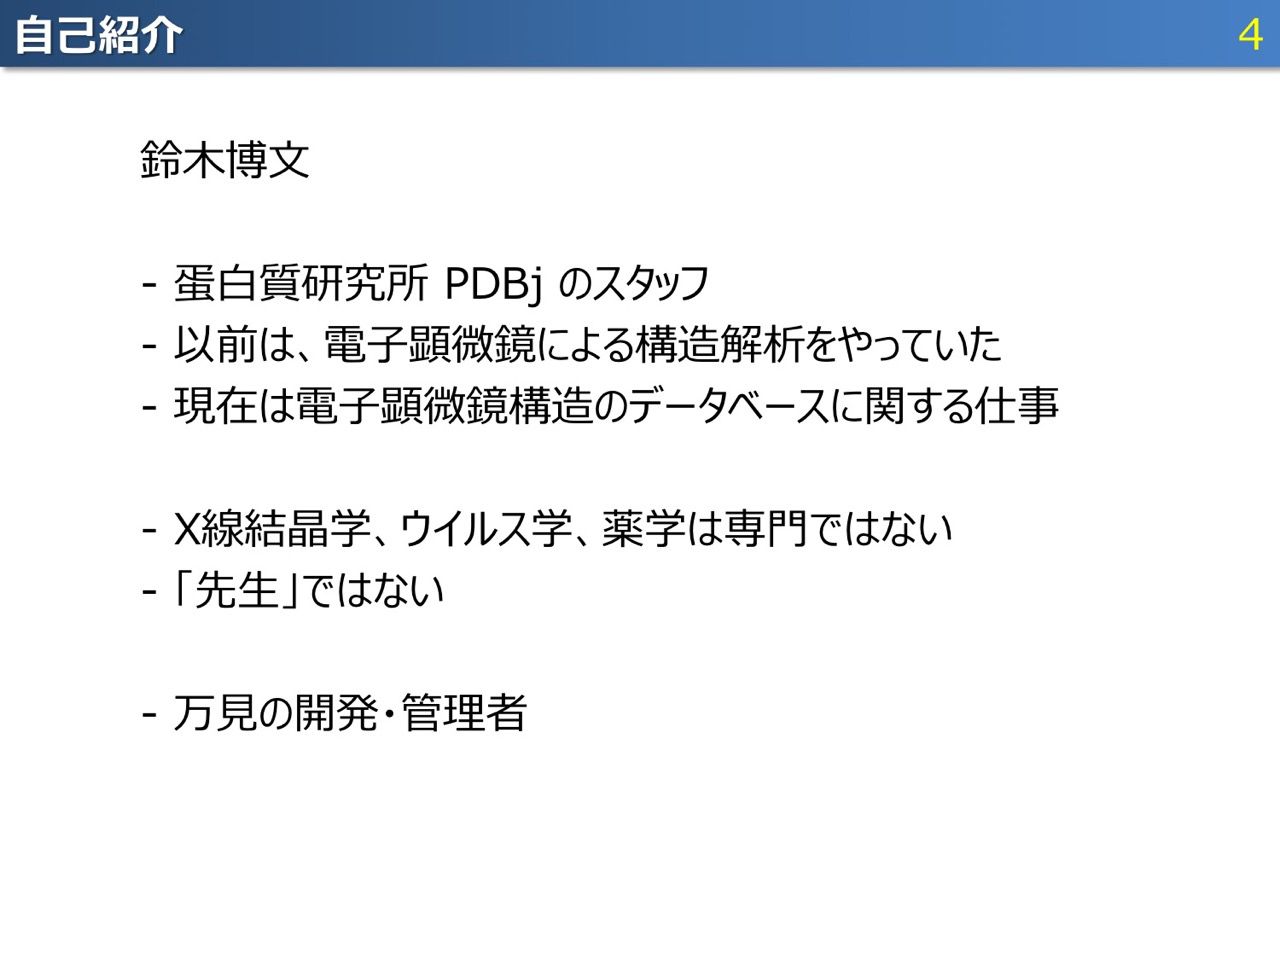 自己紹介
4
鈴木博文
- 蛋白質研究所 PDBj のスタッフ
- 以前は、電子顕微鏡による構造解析をやっていた
- 現在は電子顕微鏡構造のデータベースに関する仕事
- X線結晶学、ウイルス学、薬学は専門ではない
- 「先生」ではない
- 万見の開発・管理者